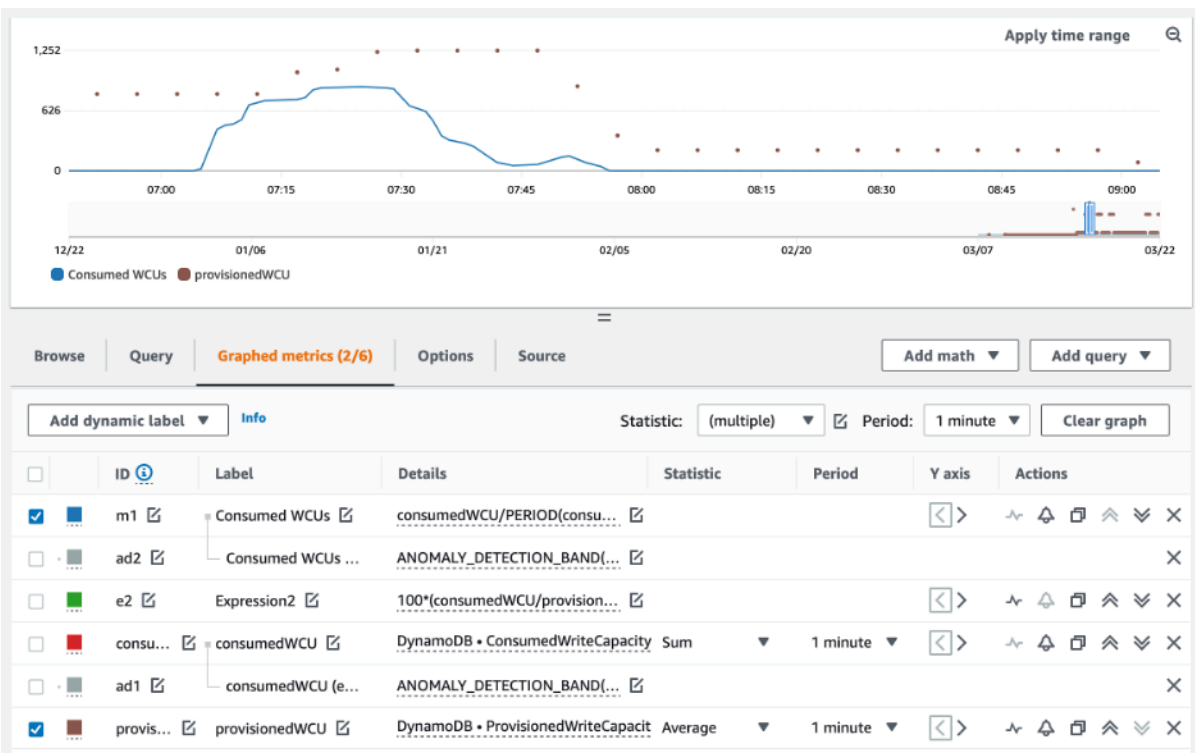 Apply time range
1,252
626
0
07:00 07:15 07:30 07:45 08:00 08:15 08:30 08:45 09:00
12/22 01/06 01/21 02/05 02/20 03/07 03/22
Consumed WCUs provisionedWCU
Browse Query Graphed metrics (2/6) Options Source Add math Add query
Add dynamic label Info Statistic: (multiple) Period: 1 minute Clear graph
ID Label Details Statistic Period Y axis Actions
m1 Consumed WCUs consumedWCU/PERIOD(consu...
ad2 Consumed WCUs ... ANOMALY_DETECTION_BAND(...
e2 Expression2 100*(consumedWCU/provision...
consu... consumedWCU DynamoDB • ConsumedWriteCapacity Sum 1 minute
ad1 consumedWCU (e... ANOMALY_DETECTION_BAND(...
provis... provisionedWCU DynamoDB • ProvisionedWriteCapacit Average 1 minute